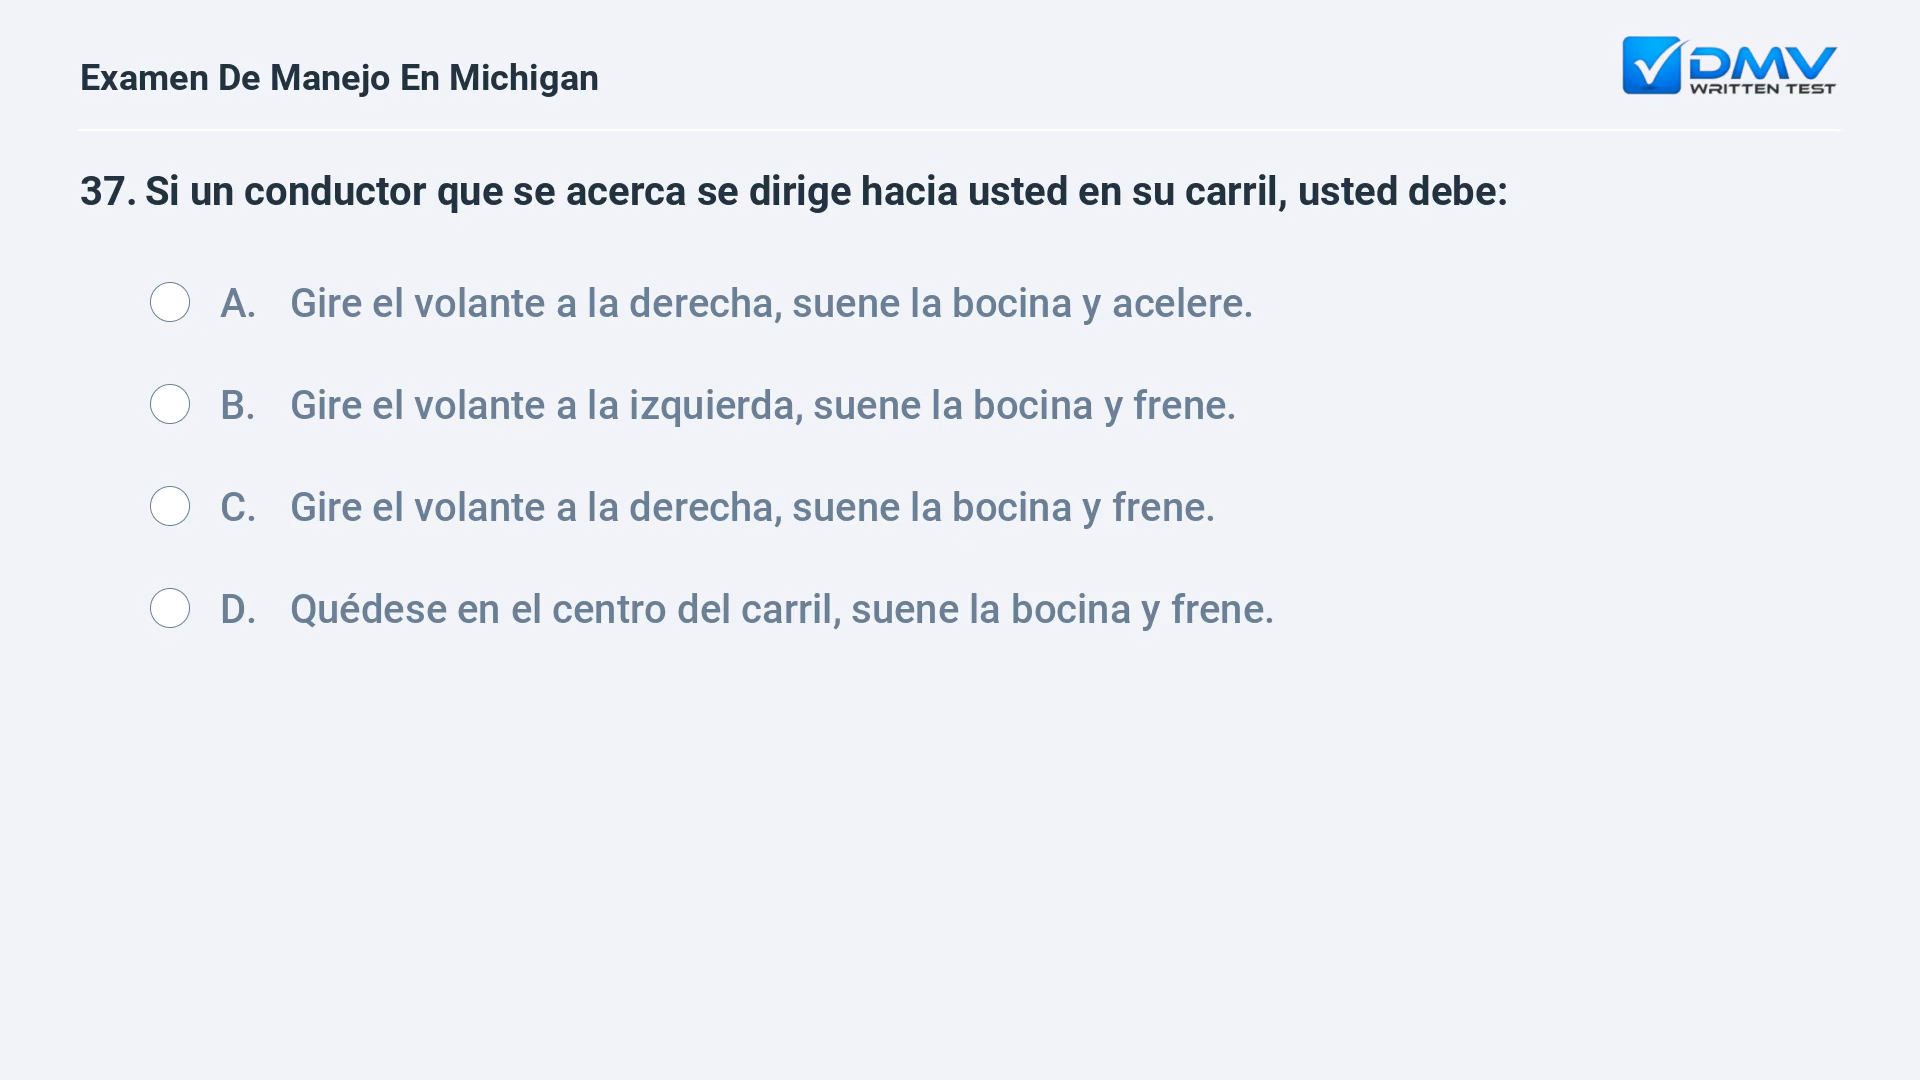 Examen De Manejo En Michigan
DMV
WRITTEN TEST
37. Si un conductor que se acerca se dirige hacia usted en su carril, usted debe:
A. Gire el volante a la derecha, suene la bocina y acelere.
B. Gire el volante a la izquierda, suene la bocina y frene.
C. Gire el volante a la derecha, suene la bocina y frene.
D. Quédese en el centro del carril, suene la bocina y frene.